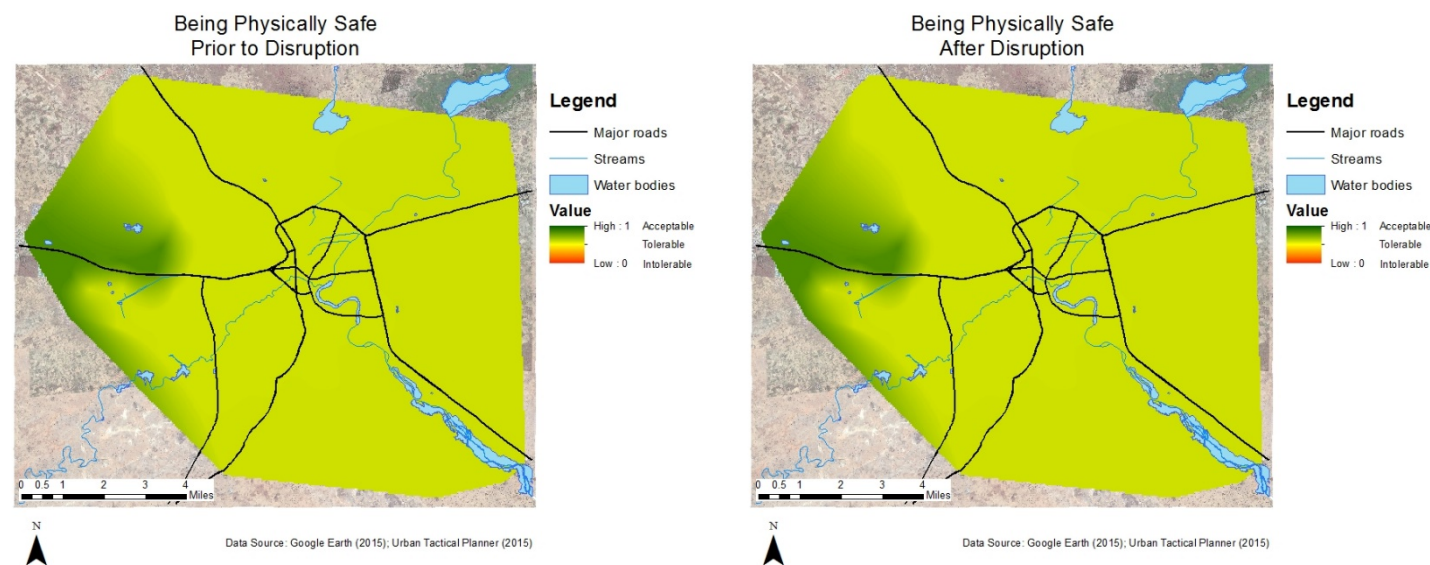 Being Physically Safe
Prior to Disruption
Legend
Major roads
Streams
Water bodies
Value
High : 1 Acceptable
Tolerable
Low : 0 Intolerable
0 0.5 1 2 3 4
Miles
N
Data Source: Google Earth (2015); Urban Tactical Planner (2015)
Being Physically Safe
After Disruption
Legend
Major roads
Streams
Water bodies
Value
High : 1 Acceptable
Tolerable
Low : 0 Intolerable
0 0.5 1 2 3 4
Miles
N
Data Source: Google Earth (2015); Urban Tactical Planner (2015)